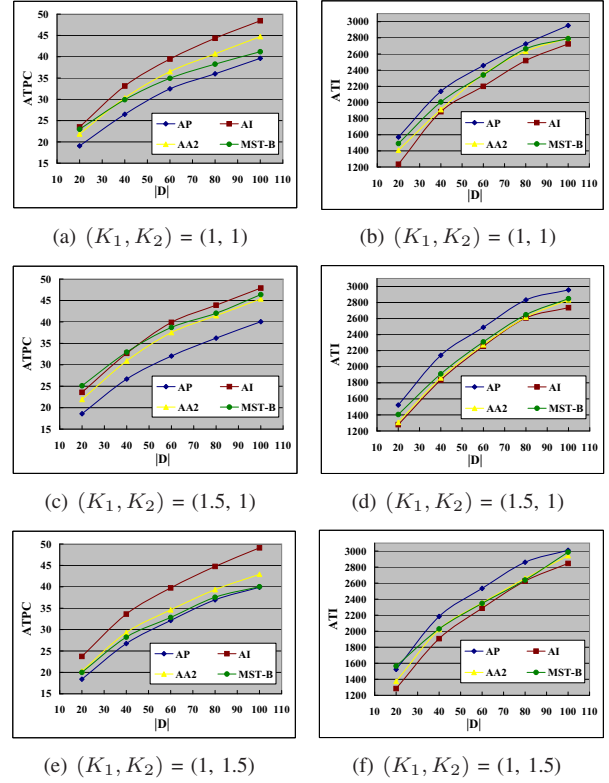 50
45
40
35
30
25
20
15
ATPC
AP
AI
AA2
MST-B
10 20 30 40 50 60 70 80 90 100 110
|D|
(a) (K₁, K₂) = (1, 1)
3000
2800
2600
2400
2200
2000
1800
1600
1400
1200
ATI
AP
AI
AA2
MST-B
10 20 30 40 50 60 70 80 90 100 110
|D|
(b) (K₁, K₂) = (1, 1)
50
45
40
35
30
25
20
15
ATPC
AP
AI
AA2
MST-B
10 20 30 40 50 60 70 80 90 100 110
|D|
(c) (K₁, K₂) = (1.5, 1)
3000
2800
2600
2400
2200
2000
1800
1600
1400
1200
ATI
AP
AI
AA2
MST-B
10 20 30 40 50 60 70 80 90 100 110
|D|
(d) (K₁, K₂) = (1.5, 1)
50
45
40
35
30
25
20
15
ATPC
AP
AI
AA2
MST-B
10 20 30 40 50 60 70 80 90 100 110
|D|
(e) (K₁, K₂) = (1, 1.5)
3000
2800
2600
2400
2200
2000
1800
1600
1400
1200
ATI
AP
AI
AA2
MST-B
10 20 30 40 50 60 70 80 90 100 110
|D|
(f) (K₁, K₂) = (1, 1.5)